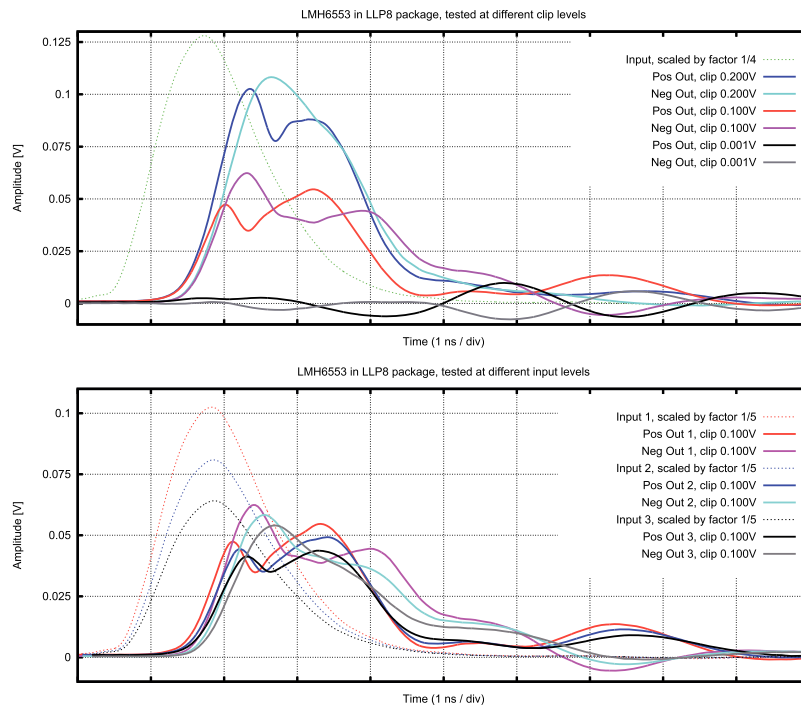 LMH6553 in LLP8 package, tested at different clip levels
0.125
0.1
0.075
0.05
0.025
0
Amplitude [V]
Input, scaled by factor 1/4
Pos Out, clip 0.200V
Neg Out, clip 0.200V
Pos Out, clip 0.100V
Neg Out, clip 0.100V
Pos Out, clip 0.001V
Neg Out, clip 0.001V
Time (1 ns / div)
LMH6553 in LLP8 package, tested at different input levels
0.1
0.075
0.05
0.025
0
Amplitude [V]
Input 1, scaled by factor 1/5
Pos Out 1, clip 0.100V
Neg Out 1, clip 0.100V
Input 2, scaled by factor 1/5
Pos Out 2, clip 0.100V
Neg Out 2, clip 0.100V
Input 3, scaled by factor 1/5
Pos Out 3, clip 0.100V
Neg Out 3, clip 0.100V
Time (1 ns / div)